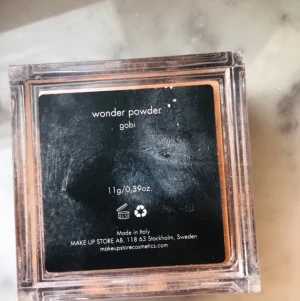 wonder powder
gobi
11g/0,39oz.
Made in Italy
MAKE UP STORE AB, 118 63 Stockholm, Sweden
makeupstorecosmetics.com